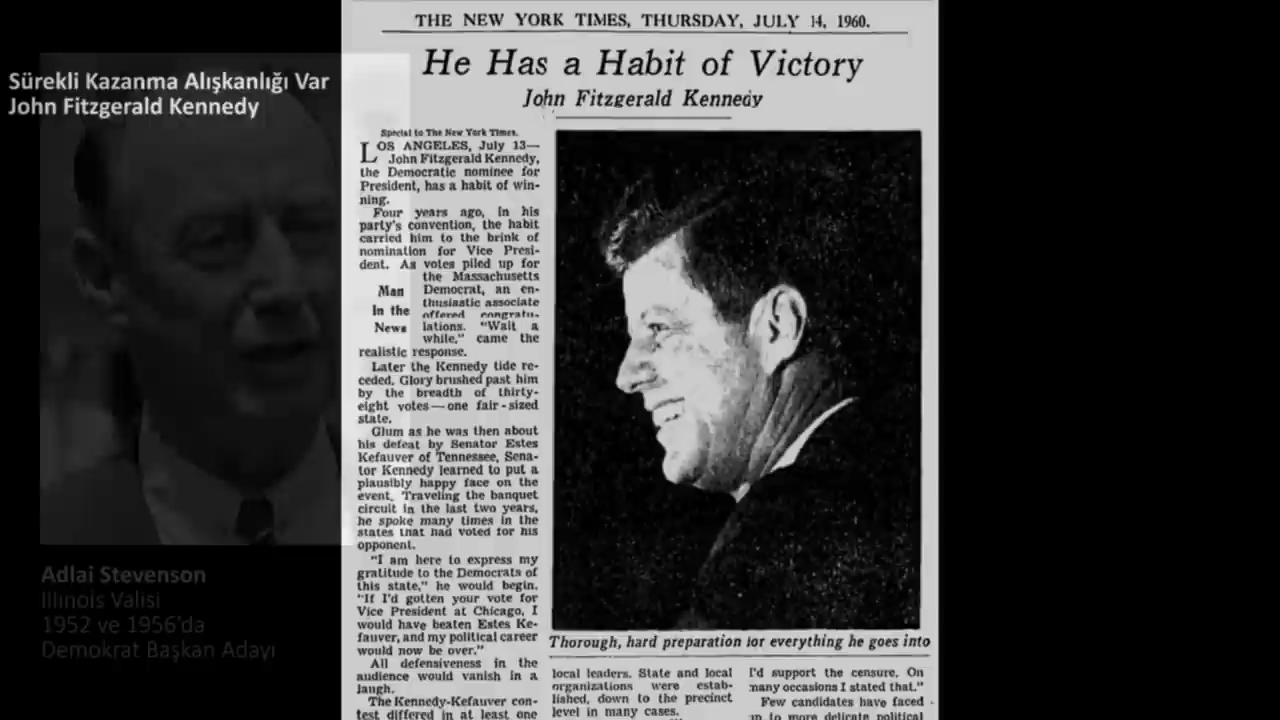 THE NEW YORK TIMES, THURSDAY, JULY 14, 1960.
He Has a Habit of Victory
John Fitzgerald Kennedy
Sürekli Kazanma Alışkanlığı Var
John Fitzgerald Kennedy
Special to The New York Times.
LOS ANGELES, July 13—
John Fitzgerald Kennedy,
the Democratic nominee for
President, has a habit of win-
ning.
Four years ago, in his
party's convention, the habit
carried him to the brink of
nomination for Vice Presi-
dent. As votes piled up for
the Massachusetts
Democrat, an en-
thusiastic associate
offered congratu-
lations. "Wait a
while," came the
realistic response.
Man
In the
News
Later the Kennedy tide re-
ceded. Glory brushed past him
by the breadth of thirty-
eight votes—one fair-sized
state.
Glum as he was then about
his defeat by Senator Estes
Kefauver of Tennessee, Sena-
tor Kennedy learned to put a
plausibly happy face on the
event. Traveling the banquet
circuit in the last two years,
he spoke many times in the
states that had voted for his
opponent.
"I am here to express my
gratitude to the Democrats of
this state," he would begin.
"If I'd gotten your vote for
Vice President at Chicago, I
would have beaten Estes Ke-
fauver, and my political career
would now be over."
All defensiveness in the
audience would vanish in a
laugh.
The Kennedy-Kefauver con-
test differed in at least one
Thorough, hard preparation for everything he goes into
local leaders. State and local
organizations were estab-
lished, down to the precinct
level in many cases.
I'd support the censure. On
many occasions I stated that."
Few candidates have faced
up to more delicate political
Adlai Stevenson
Illinois Valisi
1952 ve 1956'da
Demokrat Başkan Adayı